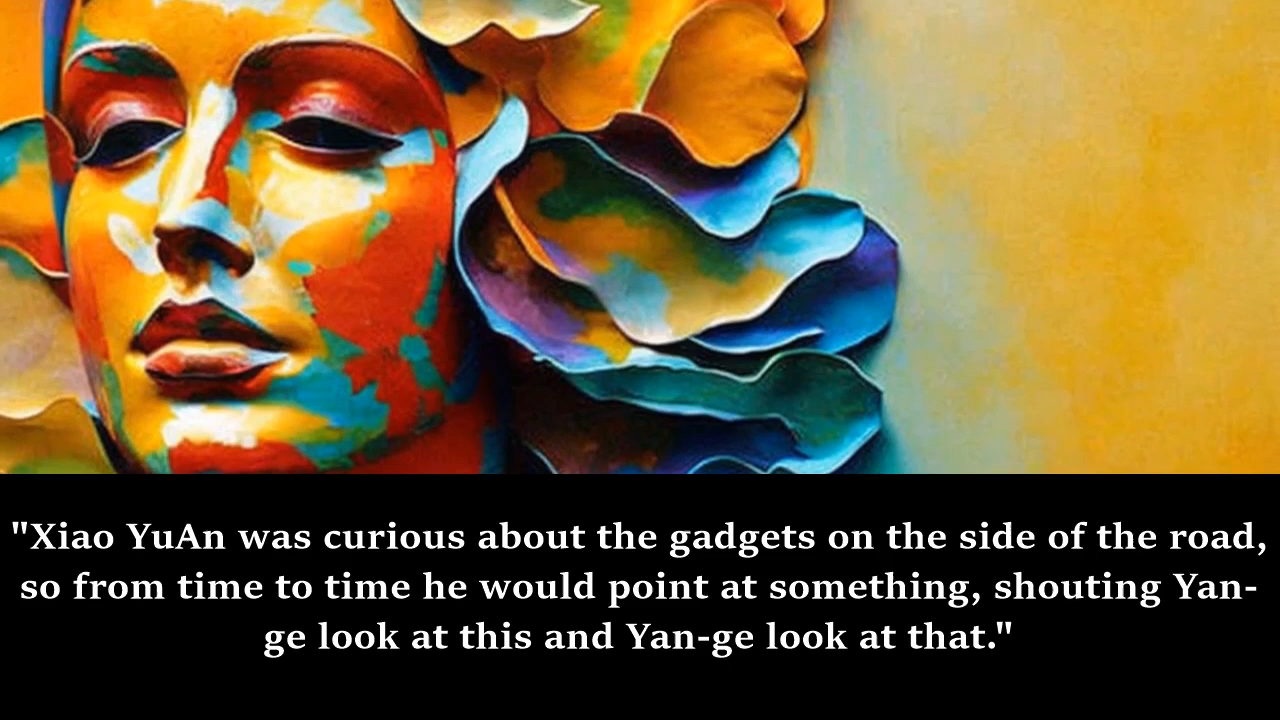 "Xiao YuAn was curious about the gadgets on the side of the road,
so from time to time he would point at something, shouting Yan-
ge look at this and Yan-ge look at that."